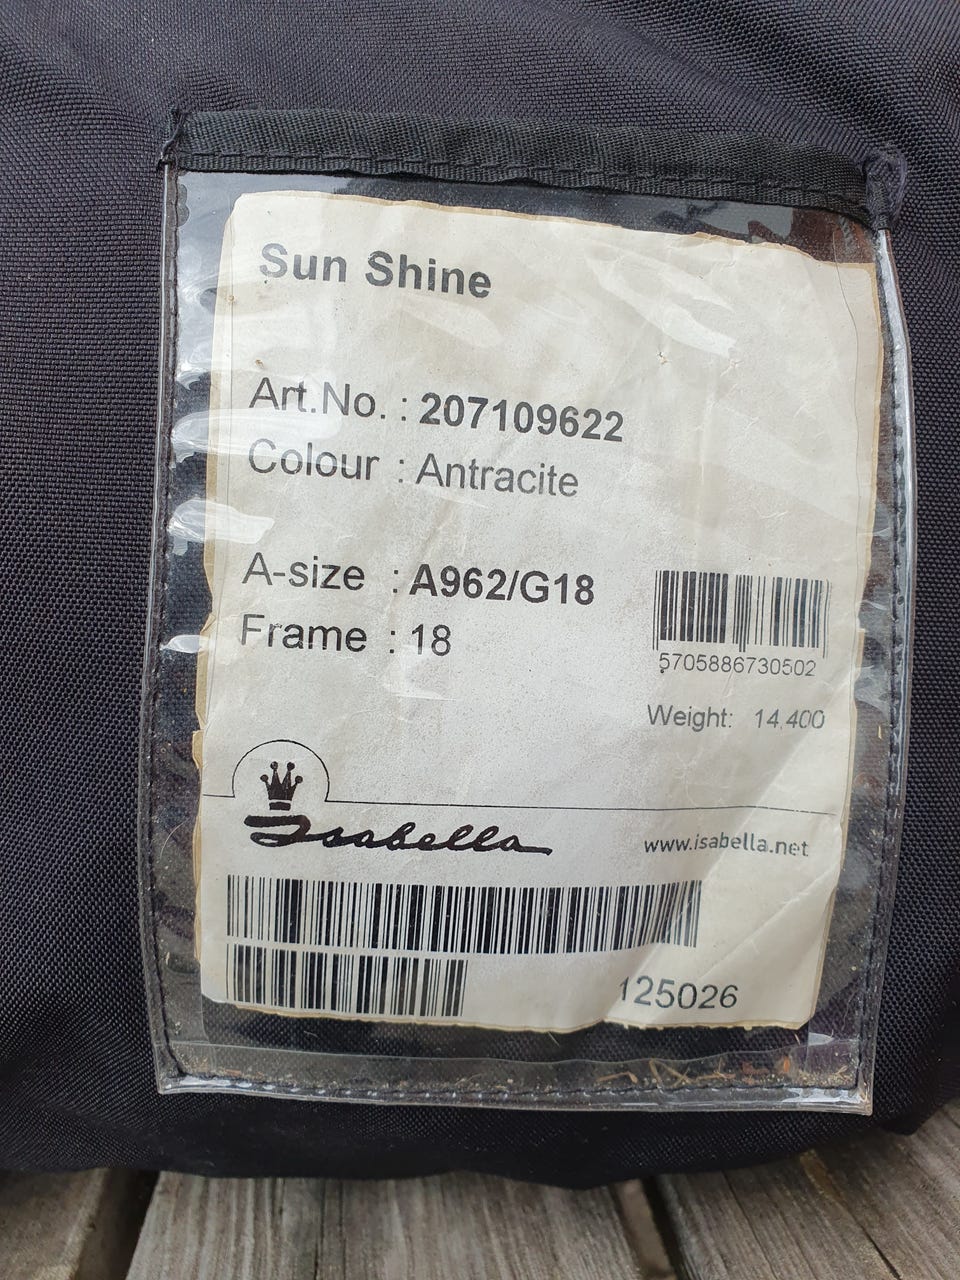 Sun Shine
Art.No. : 207109622
Colour : Antracite
A-size : A962/G18
Frame : 18
5705886730502
Weight: 14,400
Isabella
www.isabella.net
125026